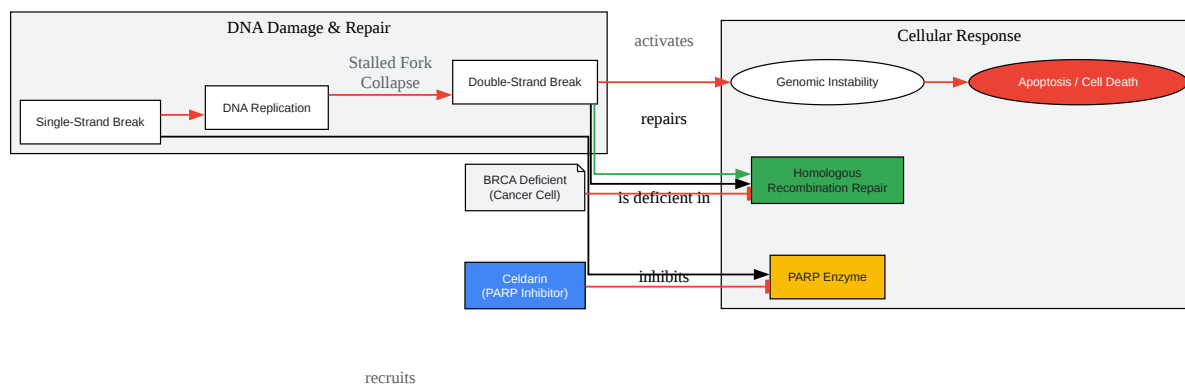 DNA Damage & Repair
Cellular Response
activates
Stalled Fork
Collapse
Double-Strand Break
Genomic Instability
Apoptosis / Cell Death
DNA Replication
Single-Strand Break
repairs
BRCA Deficient
(Cancer Cell)
Homologous
Recombination Repair
is deficient in
Celdarin
(PARP Inhibitor)
inhibits
PARP Enzyme
recruits